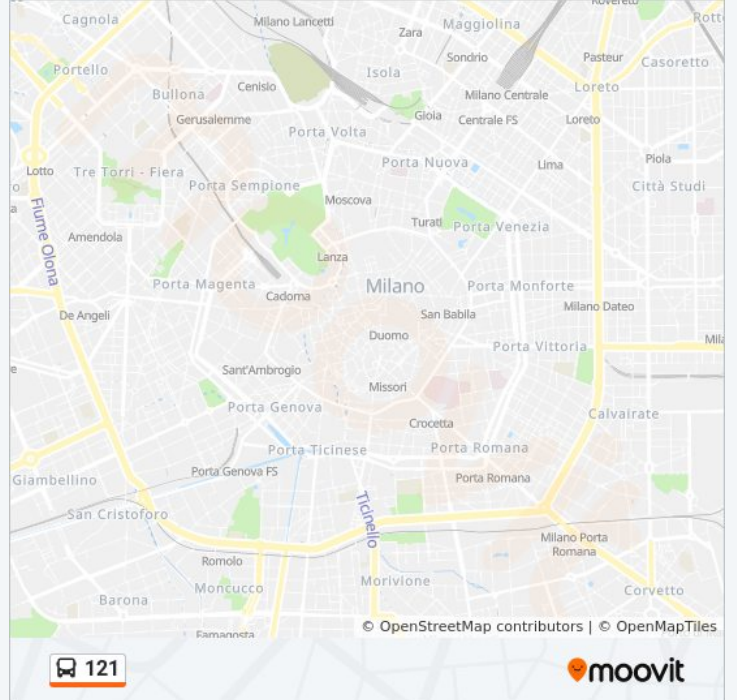 Rovereto
Cagnola
Milano Lancetti
Maggiolina
Zara
Sondrio
Pasteur
Casoretto
Portello
Isola
Cenisio
Loreto
Bullona
Milano Centrale
Gerusalemme
Gioia
Centrale FS
Loreto
Porta Volta
Lotto
Tre Torri - Fiera
Porta Nuova
Lima
Piola
Porta Sempione
Città Studi
Moscova
Fiume Olona
Turati
Porta Venezia
Amendola
Lanza
Porta Magenta
Cadorna
Milano
Porta Monforte
De Angeli
San Babila
Milano Dateo
Duomo
Porta Vittoria
Sant'Ambrogio
Missori
Porta Genova
Crocetta
Calvairate
Porta Ticinese
Porta Romana
Porta Genova FS
Porta Romana
Giambellino
San Cristoforo
Ticinello
Milano Porta
Romana
Romolo
Moncucco
Morivione
Corvetto
Barona
Famagosta
© OpenStreetMap contributors | © OpenMapTiles
121
moovit